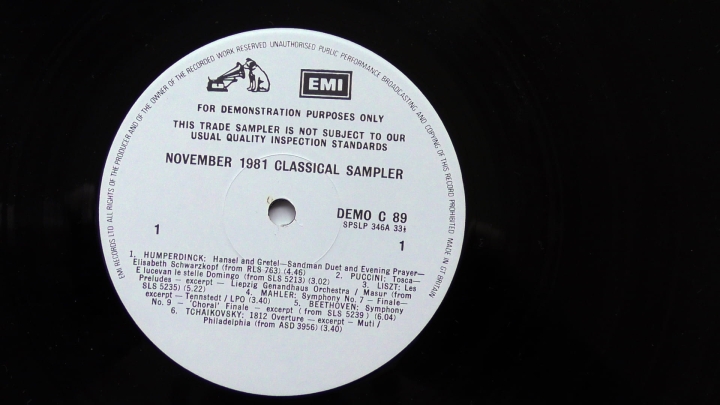 EMI RECORDS LTD. ALL RIGHTS OF THE PRODUCER AND OF THE OWNER OF THE RECORDED WORK RESERVED UNAUTHORISED PUBLIC PERFORMANCE BROADCASTING AND COPYING OF THIS RECORD PROHIBITED MADE IN GT BRITAIN
EMI
FOR DEMONSTRATION PURPOSES ONLY
THIS TRADE SAMPLER IS NOT SUBJECT TO OUR
USUAL QUALITY INSPECTION STANDARDS
NOVEMBER 1981 CLASSICAL SAMPLER
DEMO C 89
SPSLP 346A 33⅓
1
1
1. HUMPERDINCK: Hansel and Gretel—Sandman Duet and Evening Prayer—
Elisabeth Schwarzkopf (from RLS 763) (4.46) 2. PUCCINI: Tosca—
E lucevan le stelle Domingo (from SLS 5213) (3.02) 3. LISZT: Les
Preludes — excerpt — Liepzig Genandhaus Orchestra / Masur (from
SLS 5235) (5.22) 4. MAHLER: Symphony No. 7 — Finale—
excerpt — Tennstedt / LPO (3.40) 5. BEETHOVEN: Symphony
No. 9 — 'Choral' Finale — excerpt (from SLS 5239) (6.04)
6. TCHAIKOVSKY: 1812 Overture — excerpt — Muti /
Philadelphia (from ASD 3956) (3.40)